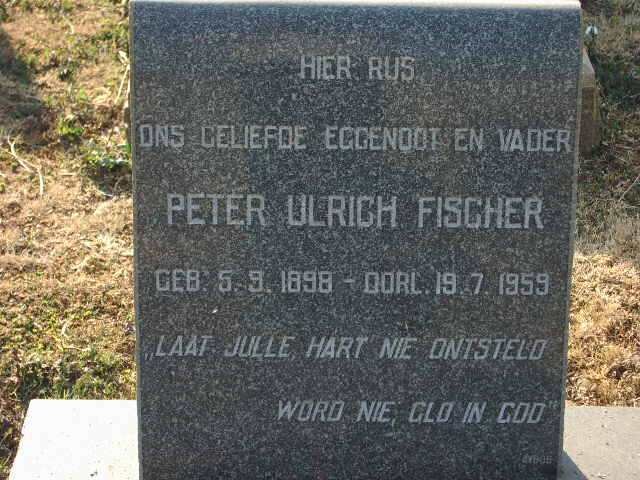 HIER RUS
ONS GELIEFDE EGGENOOT EN VADER
PETER ULRICH FISCHER
GEB: 5. 9. 1898 - OORL. 19. 7. 1959
„LAAT JULLE HART NIE ONTSTELD
WORD NIE, GLO IN GOD"